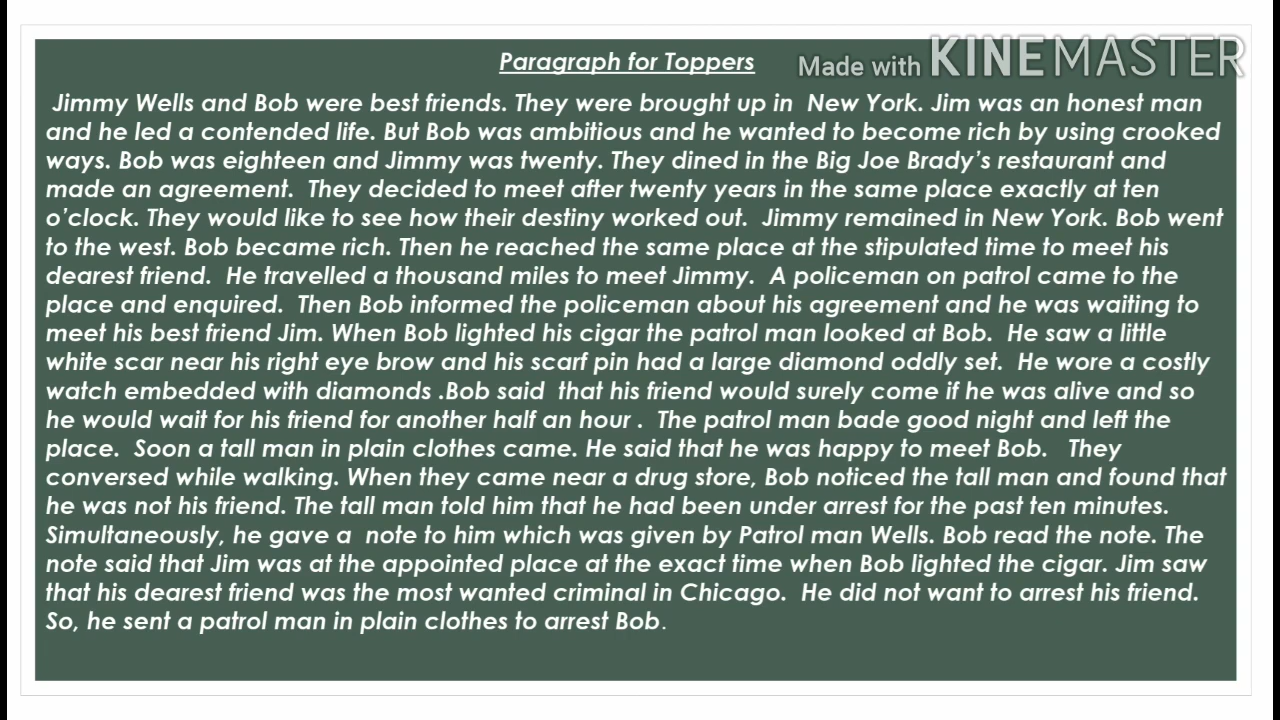 Paragraph for Toppers
Made with KINEMASTER
Jimmy Wells and Bob were best friends. They were brought up in New York. Jim was an honest man
and he led a contended life. But Bob was ambitious and he wanted to become rich by using crooked
ways. Bob was eighteen and Jimmy was twenty. They dined in the Big Joe Brady's restaurant and
made an agreement. They decided to meet after twenty years in the same place exactly at ten
o'clock. They would like to see how their destiny worked out. Jimmy remained in New York. Bob went
to the west. Bob became rich. Then he reached the same place at the stipulated time to meet his
dearest friend. He travelled a thousand miles to meet Jimmy. A policeman on patrol came to the
place and enquired. Then Bob informed the policeman about his agreement and he was waiting to
meet his best friend Jim. When Bob lighted his cigar the patrol man looked at Bob. He saw a little
white scar near his right eye brow and his scarf pin had a large diamond oddly set. He wore a costly
watch embedded with diamonds .Bob said that his friend would surely come if he was alive and so
he would wait for his friend for another half an hour . The patrol man bade good night and left the
place. Soon a tall man in plain clothes came. He said that he was happy to meet Bob. They
conversed while walking. When they came near a drug store, Bob noticed the tall man and found that
he was not his friend. The tall man told him that he had been under arrest for the past ten minutes.
Simultaneously, he gave a note to him which was given by Patrol man Wells. Bob read the note. The
note said that Jim was at the appointed place at the exact time when Bob lighted the cigar. Jim saw
that his dearest friend was the most wanted criminal in Chicago. He did not want to arrest his friend.
So, he sent a patrol man in plain clothes to arrest Bob.